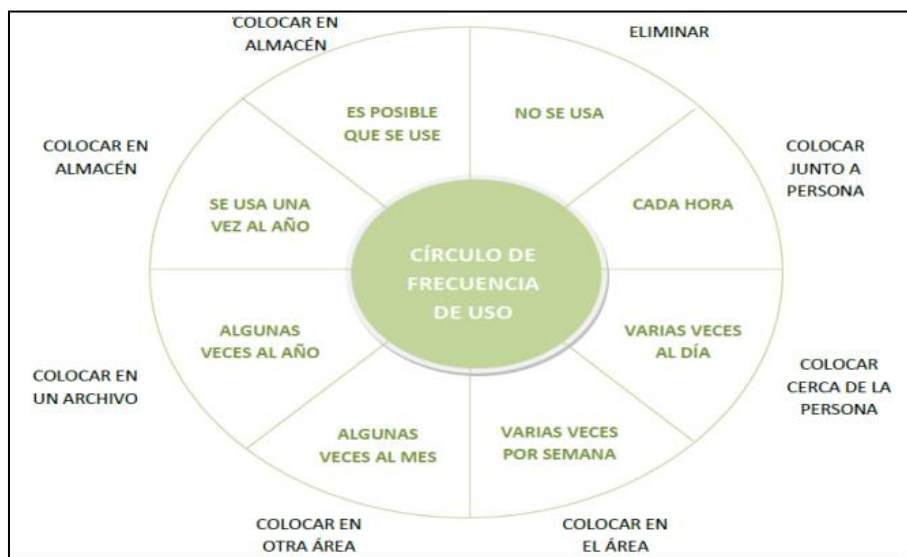 COLOCAR EN
ALMACÉN
ELIMINAR
ES POSIBLE
QUE SE USE
NO SE USA
COLOCAR EN
ALMACÉN
COLOCAR
JUNTO A
PERSONA
SE USA UNA
VEZ AL AÑO
CADA HORA
CÍRCULO DE
FRECUENCIA
DE USO
ALGUNAS
VECES AL AÑO
VARIAS VECES
AL DÍA
COLOCAR EN
UN ARCHIVO
COLOCAR
CERCA DE LA
PERSONA
ALGUNAS
VECES AL MES
VARIAS VECES
POR SEMANA
COLOCAR EN
OTRA ÁREA
COLOCAR EN
EL ÁREA